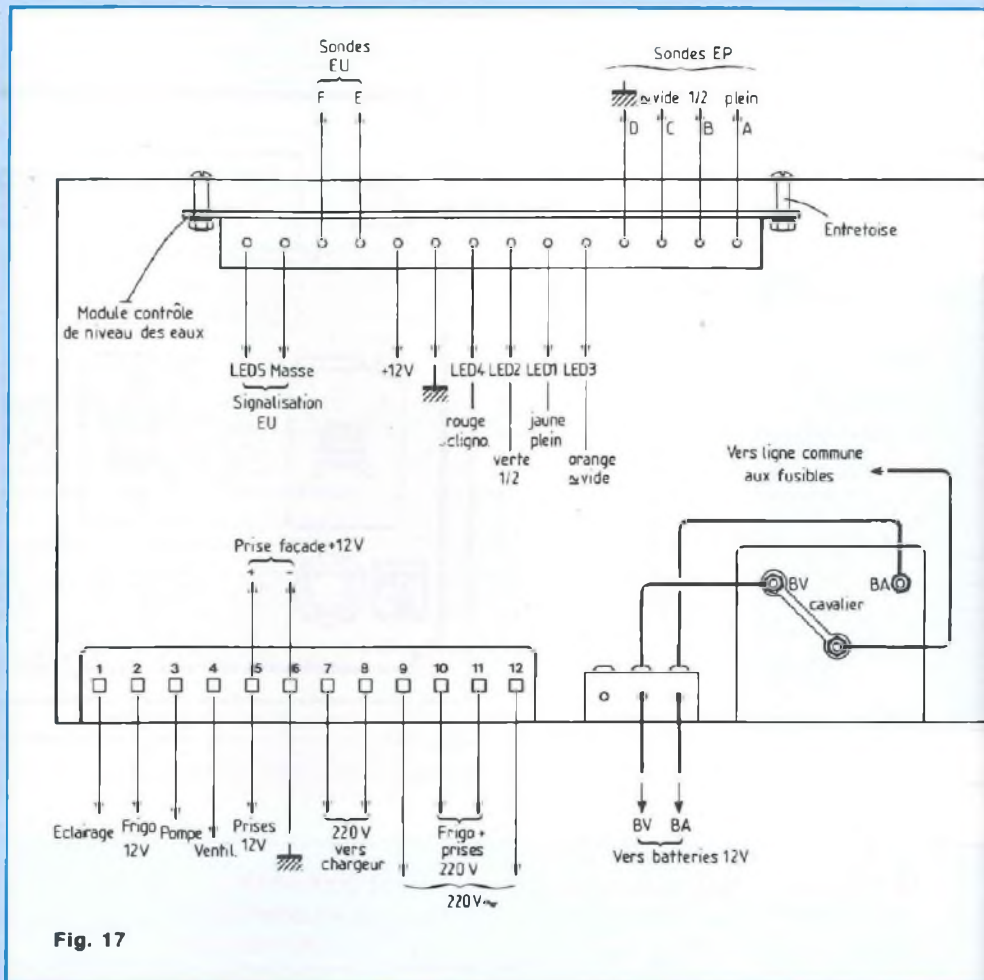 Sondes
EU
F E
Sondes EP
≃vide 1/2 plein
D C B A
Entretoise
Module contrôle
de niveau des eaux
LED5 Masse
Signalisation
EU
+12V
LED4 LED2 LED1 LED3
rouge
cligno.
jaune
plein
verte
1/2
orange
≃vide
Vers ligne commune
aux fusibles
Prise façade +12V
+ -
BV
BA
cavalier
1 2 3 4 5 6 7 8 9 10 11 12
Eclairage
Frigo
12V
Pompe
Ventil.
Prises
12V
220 V
vers
chargeur
Frigo +
prises
220 V
220V~
BV BA
Vers batteries 12V
Fig. 17